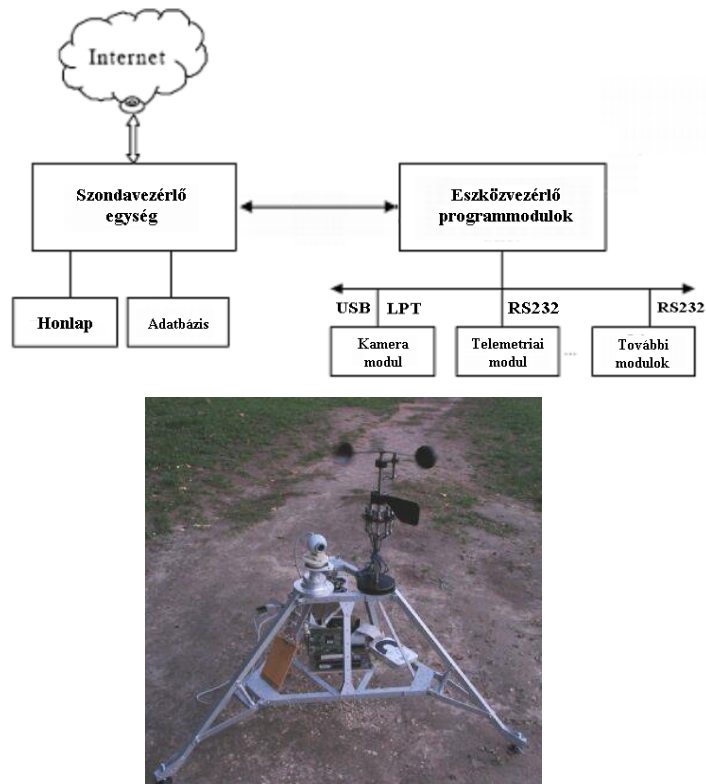 Internet
Szondavezérlő
egység
Eszközvezérlő
programmodulok
Honlap
Adatbázis
USB LPT RS232 RS232
Kamera
modul
Telemetriai
modul
...
További
modulok